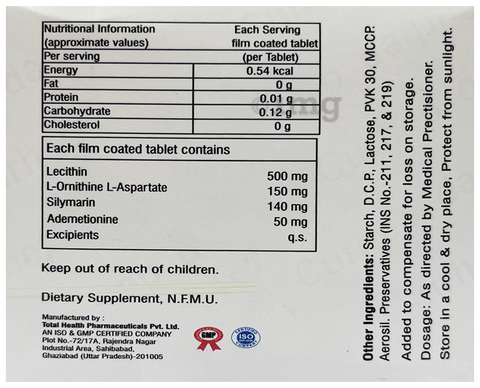 Nutritional Information Each Serving
(approximate values) film coated tablet
Per serving (per Tablet)
Energy 0.54 kcal
Fat 0 g
Protein 0.01 g
Carbohydrate 0.12 g
Cholesterol 0 g
Each film coated tablet contains
Lecithin 500 mg
L-Ornithine L-Aspartate 150 mg
Silymarin 140 mg
Ademetionine 50 mg
Excipients q.s.
Keep out of reach of children.
Dietary Supplement, N.F.M.U.
Manufactured by :
Total Health Pharmaceuticals Pvt. Ltd.
AN ISO & GMP CERTIFIED COMPANY
Plot No.-72/17A, Rajendra Nagar
Industrial Area, Sahibabad,
Ghaziabad (Uttar Pradesh)-201005
GMP
ISO
Other Ingredients: Starch, D.C.P., Lactose, PVK 30, MCCP.
Aerosil. Preservatives (INS No.-211, 217, & 219)
Added to compensate for loss on storage.
Dosage: As directed by Medical Prectisioner.
Store in a cool & dry place, Protect from sunlight.